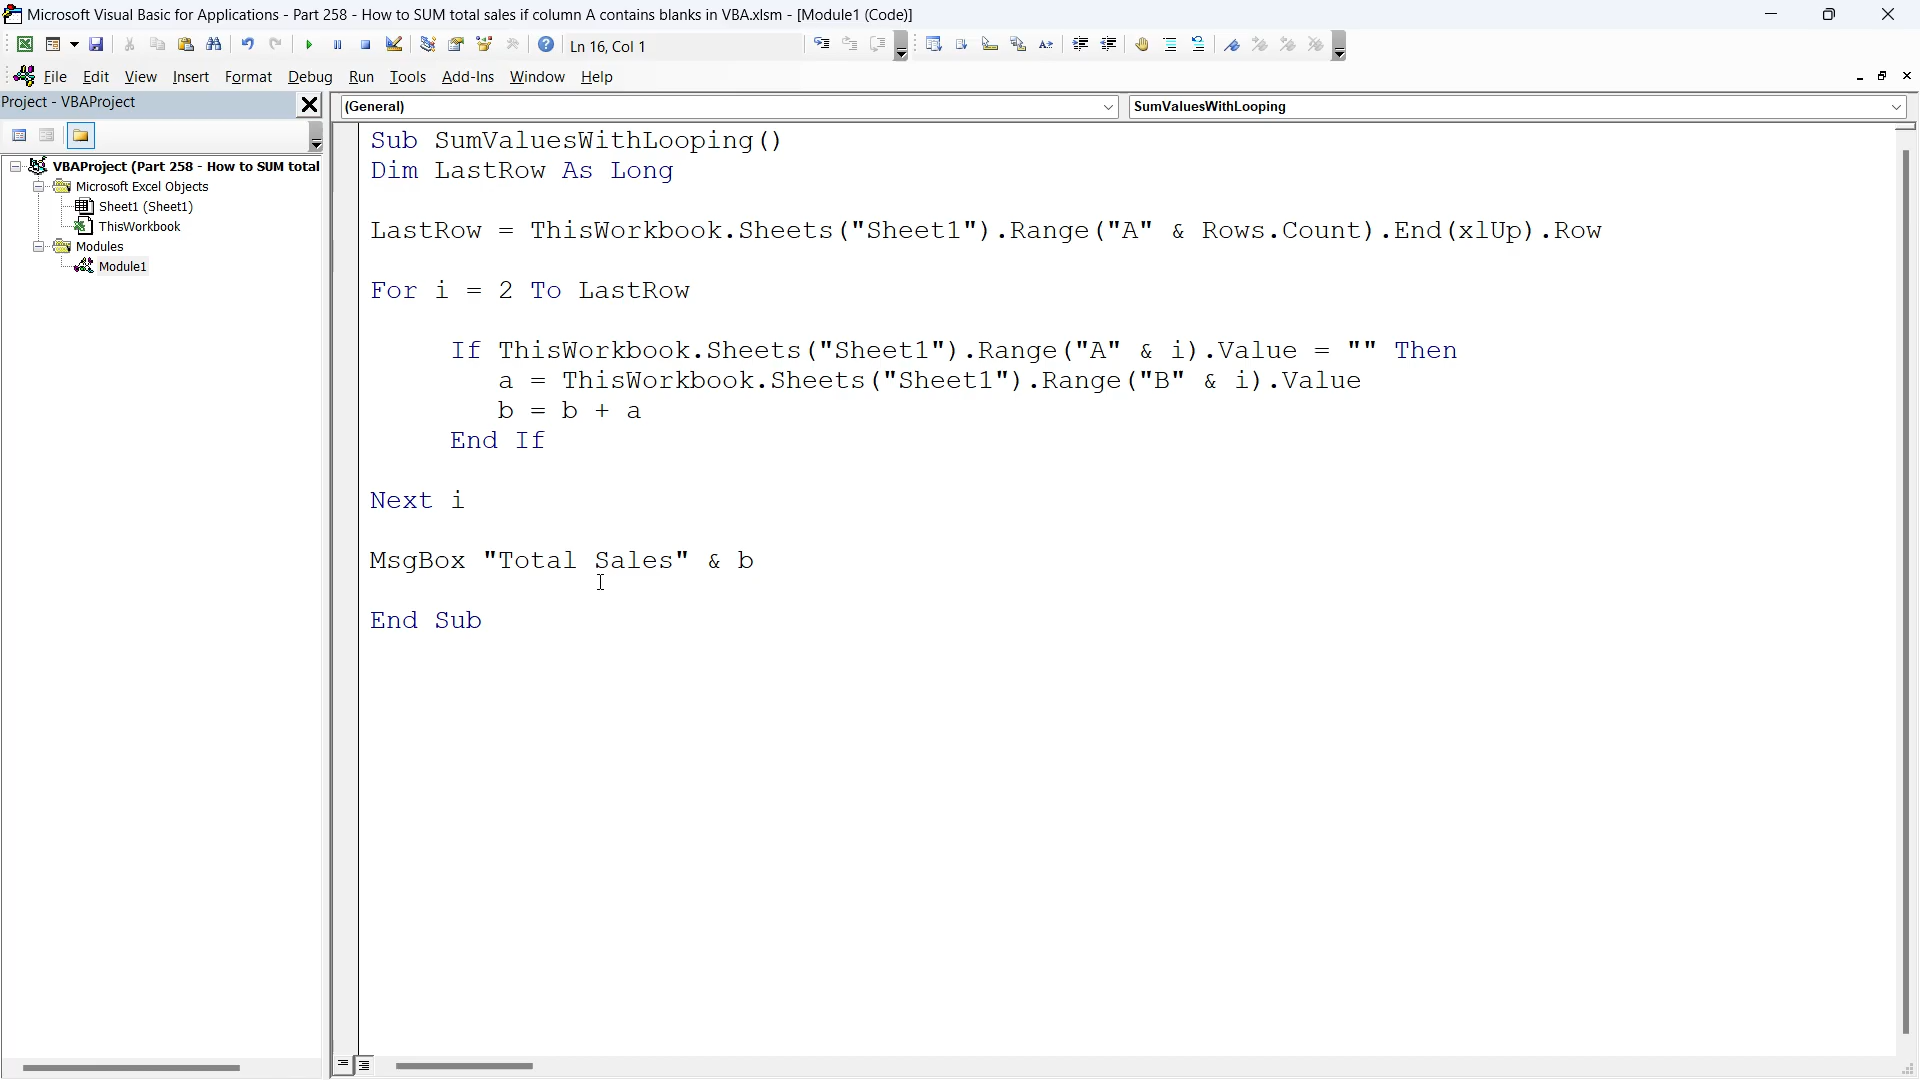 Microsoft Visual Basic for Applications - Part 258 - How to SUM total sales if column A contains blanks in VBA.xlsm - [Module1 (Code)]
Ln 16, Col 1
File Edit View Insert Format Debug Run Tools Add-Ins Window Help
Project - VBAProject
(General)
SumValuesWithLooping
VBAProject (Part 258 - How to SUM total
Microsoft Excel Objects
Sheet1 (Sheet1)
ThisWorkbook
Modules
Module1
Sub SumValuesWithLooping()
Dim LastRow As Long
LastRow = ThisWorkbook.Sheets("Sheet1").Range("A" & Rows.Count).End(xlUp).Row
For i = 2 To LastRow
If ThisWorkbook.Sheets("Sheet1").Range("A" & i).Value = "" Then
a = ThisWorkbook.Sheets("Sheet1").Range("B" & i).Value
b = b + a
End If
Next i
MsgBox "Total Sales" & b
End Sub